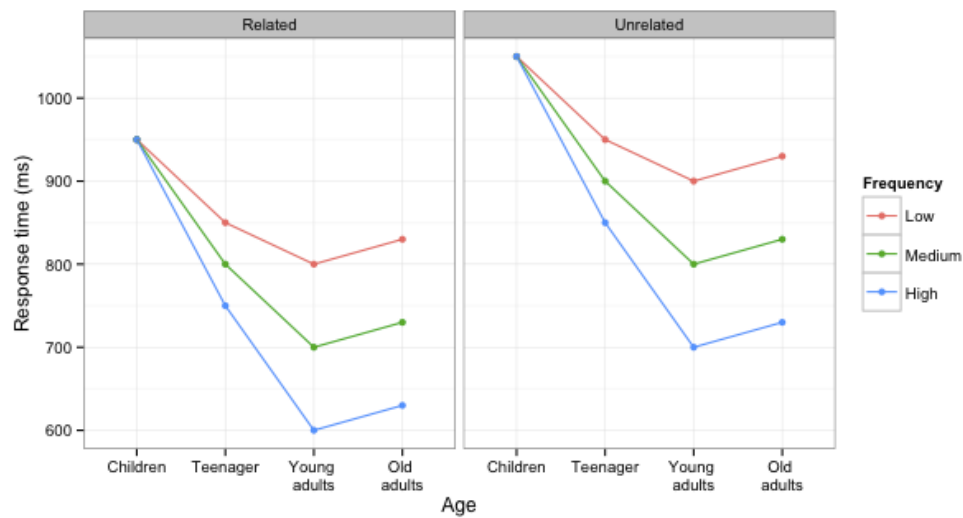 Related
Unrelated
Response time (ms)
1000
900
800
700
600
Children
Teenager
Young
adults
Old
adults
Children
Teenager
Young
adults
Old
adults
Age
Frequency
Low
Medium
High